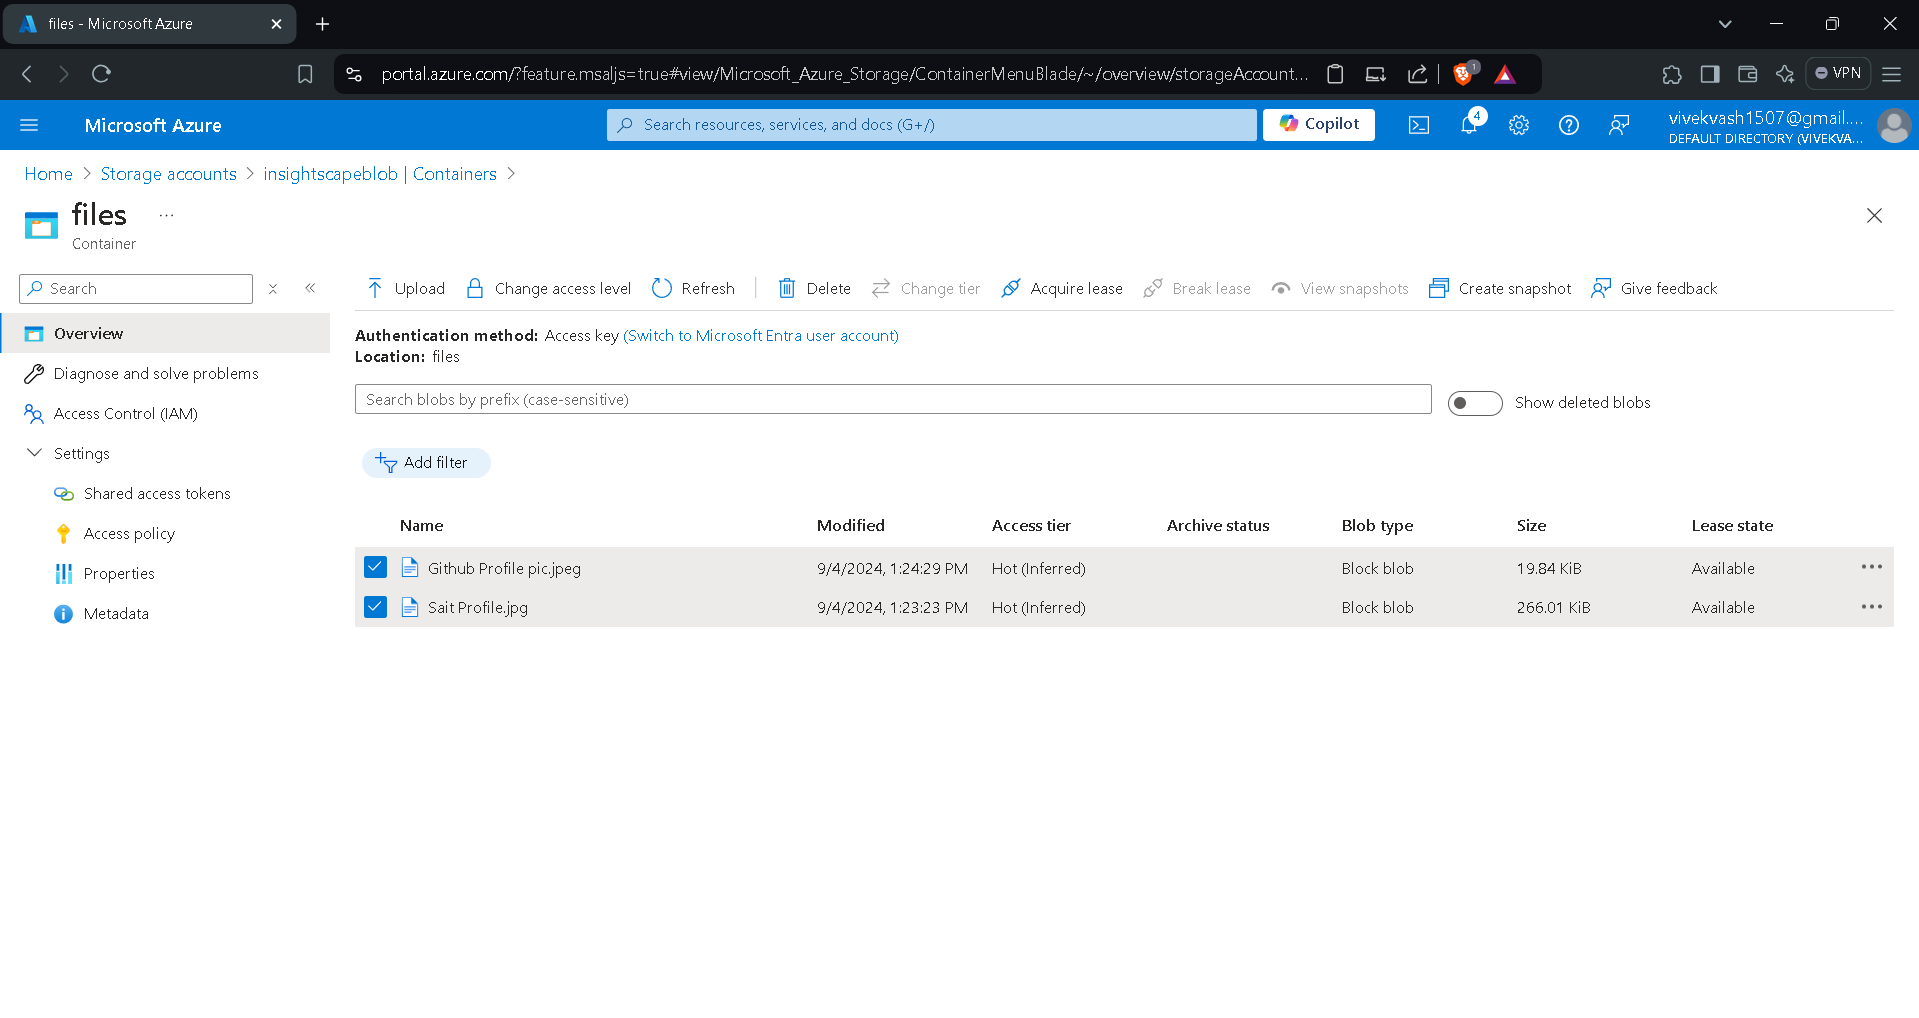 files - Microsoft Azure
portal.azure.com/?feature.msaljs=true#view/Microsoft_Azure_Storage/ContainerMenuBlade/~/overview/storageAccount...
1
VPN
Microsoft Azure
Search resources, services, and docs (G+/)
Copilot
4
vivekvash1507@gmail....
DEFAULT DIRECTORY (VIVEKVA...
Home > Storage accounts > insightscapeblob | Containers >
files ...
Container
Search
Upload
Change access level
Refresh
Delete
Change tier
Acquire lease
Break lease
View snapshots
Create snapshot
Give feedback
Overview
Diagnose and solve problems
Access Control (IAM)
Settings
Shared access tokens
Access policy
Properties
Metadata
Authentication method: Access key (Switch to Microsoft Entra user account)
Location: files
Search blobs by prefix (case-sensitive)
Show deleted blobs
Add filter
Name Modified Access tier Archive status Blob type Size Lease state
Github Profile pic.jpeg 9/4/2024, 1:24:29 PM Hot (Inferred) Block blob 19.84 KiB Available ...
Sait Profile.jpg 9/4/2024, 1:23:23 PM Hot (Inferred) Block blob 266.01 KiB Available ...